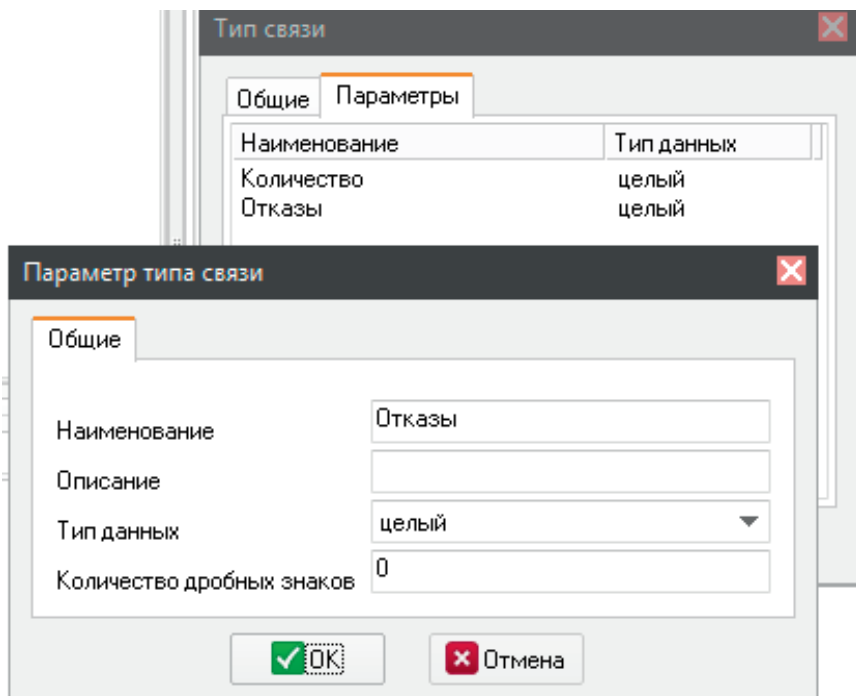 Тип связи
Общие Параметры
Наименование Тип данных
Количество целый
Отказы целый
Параметр типа связи
Общие
Наименование Отказы
Описание
Тип данных целый
Количество дробных знаков 0
OK Отмена